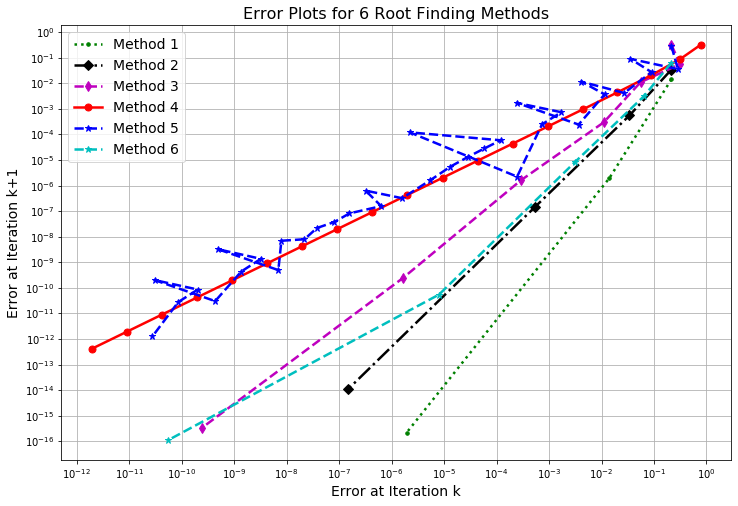 Error Plots for 6 Root Finding Methods
Method 1
Method 2
Method 3
Method 4
Method 5
Method 6
Error at Iteration k+1
10⁰
10⁻¹
10⁻²
10⁻³
10⁻⁴
10⁻⁵
10⁻⁶
10⁻⁷
10⁻⁸
10⁻⁹
10⁻¹⁰
10⁻¹¹
10⁻¹²
10⁻¹³
10⁻¹⁴
10⁻¹⁵
10⁻¹⁶
10⁻¹² 10⁻¹¹ 10⁻¹⁰ 10⁻⁹ 10⁻⁸ 10⁻⁷ 10⁻⁶ 10⁻⁵ 10⁻⁴ 10⁻³ 10⁻² 10⁻¹ 10⁰
Error at Iteration k